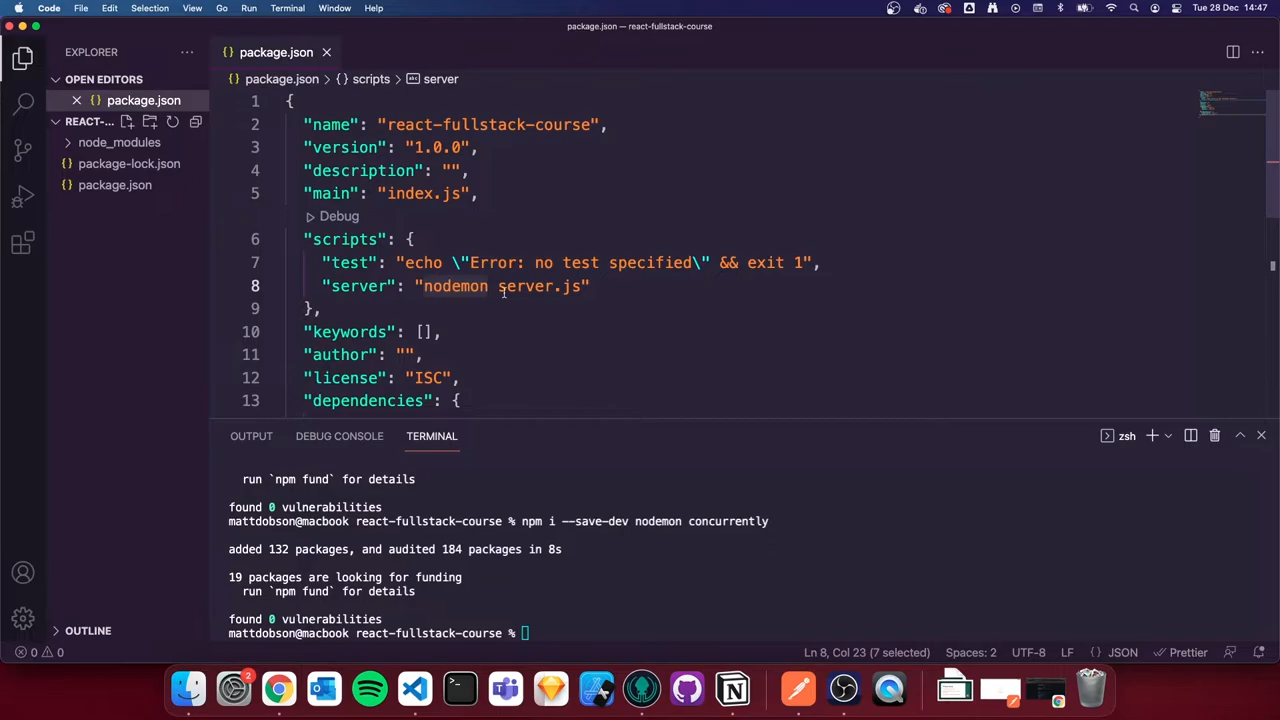 Code File Edit Selection View Go Run Terminal Window Help Tue 28 Dec 14:47
package.json — react-fullstack-course
EXPLORER
package.json
OPEN EDITORS
package.json
REACT-...
node_modules
package-lock.json
package.json
OUTLINE
package.json > {} scripts > server
1 {
2 "name": "react-fullstack-course",
3 "version": "1.0.0",
4 "description": "",
5 "main": "index.js",
Debug
6 "scripts": {
7 "test": "echo \"Error: no test specified\" && exit 1",
8 "server": "nodemon server.js"
9 },
10 "keywords": [],
11 "author": "",
12 "license": "ISC",
13 "dependencies": {
OUTPUT DEBUG CONSOLE TERMINAL zsh
run `npm fund` for details
found 0 vulnerabilities
mattdobson@macbook react-fullstack-course % npm i --save-dev nodemon concurrently
added 132 packages, and audited 184 packages in 8s
19 packages are looking for funding
run `npm fund` for details
found 0 vulnerabilities
mattdobson@macbook react-fullstack-course %
0 0 Ln 8, Col 23 (7 selected) Spaces: 2 UTF-8 LF {} JSON Prettier
2